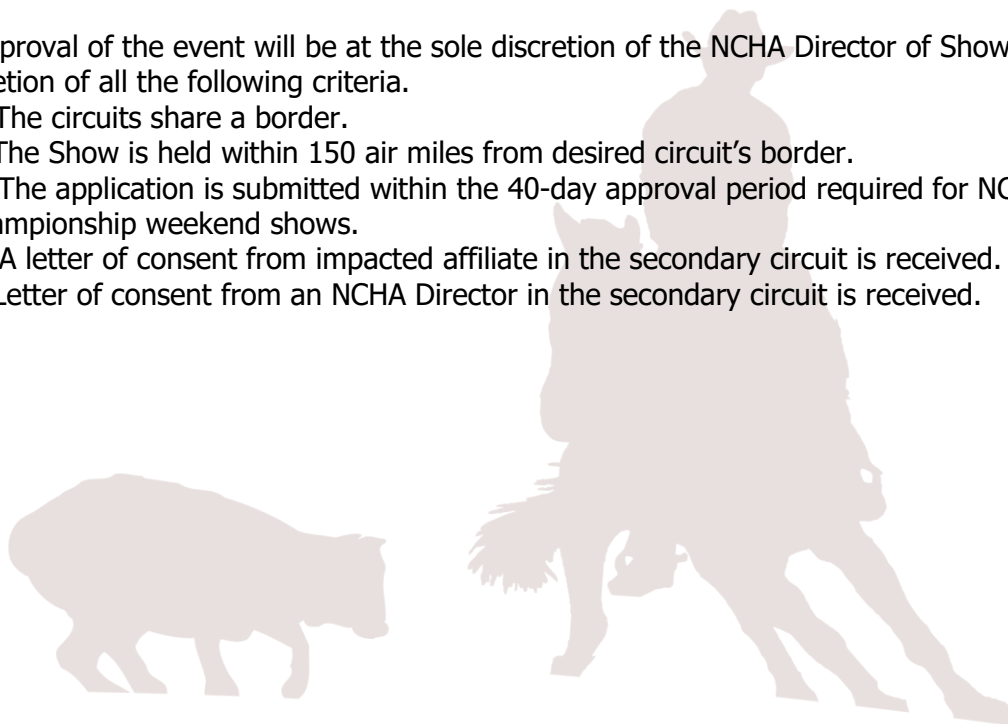 proval of the event will be at the sole discretion of the NCHA Director of Show
etion of all the following criteria.
The circuits share a border.
The Show is held within 150 air miles from desired circuit’s border.
The application is submitted within the 40-day approval period required for NC
ampionship weekend shows.
A letter of consent from impacted affiliate in the secondary circuit is received.
Letter of consent from an NCHA Director in the secondary circuit is received.